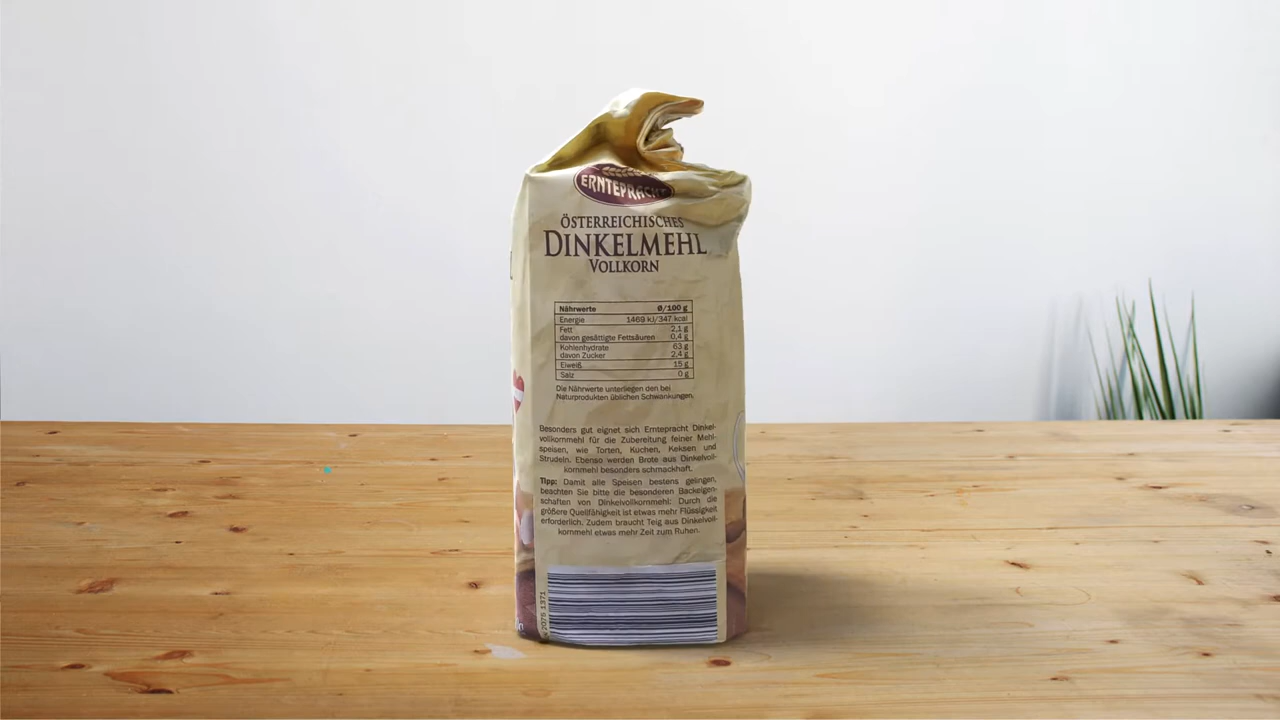 ERNTEPRACHT
ÖSTERREICHISCHES
DINKELMEHL
VOLLKORN
Nährwerte Ø/100 g
Energie 1469 kJ/347 kcal
Fett 2,1 g
davon gesättigte Fettsäuren 0,4 g
Kohlenhydrate 63 g
davon Zucker 2,4 g
Eiweiß 15 g
Salz 0 g
Die Nährwerte unterliegen den bei
Naturprodukten üblichen Schwankungen.
Besonders gut eignet sich Erntepracht Dinkel-
vollkornmehl für die Zubereitung feiner Mehl-
speisen, wie Torten, Kuchen, Keksen und
Strudeln. Ebenso werden Brote aus Dinkelvoll-
kornmehl besonders schmackhaft.
Tipp: Damit alle Speisen bestens gelingen,
beachten Sie bitte die besonderen Backeigen-
schaften von Dinkelvollkornmehl: Durch die
größere Quellfähigkeit ist etwas mehr Flüssigkeit
erforderlich. Zudem braucht Teig aus Dinkelvoll-
kornmehl etwas mehr Zeit zum Ruhen.
2075 1371